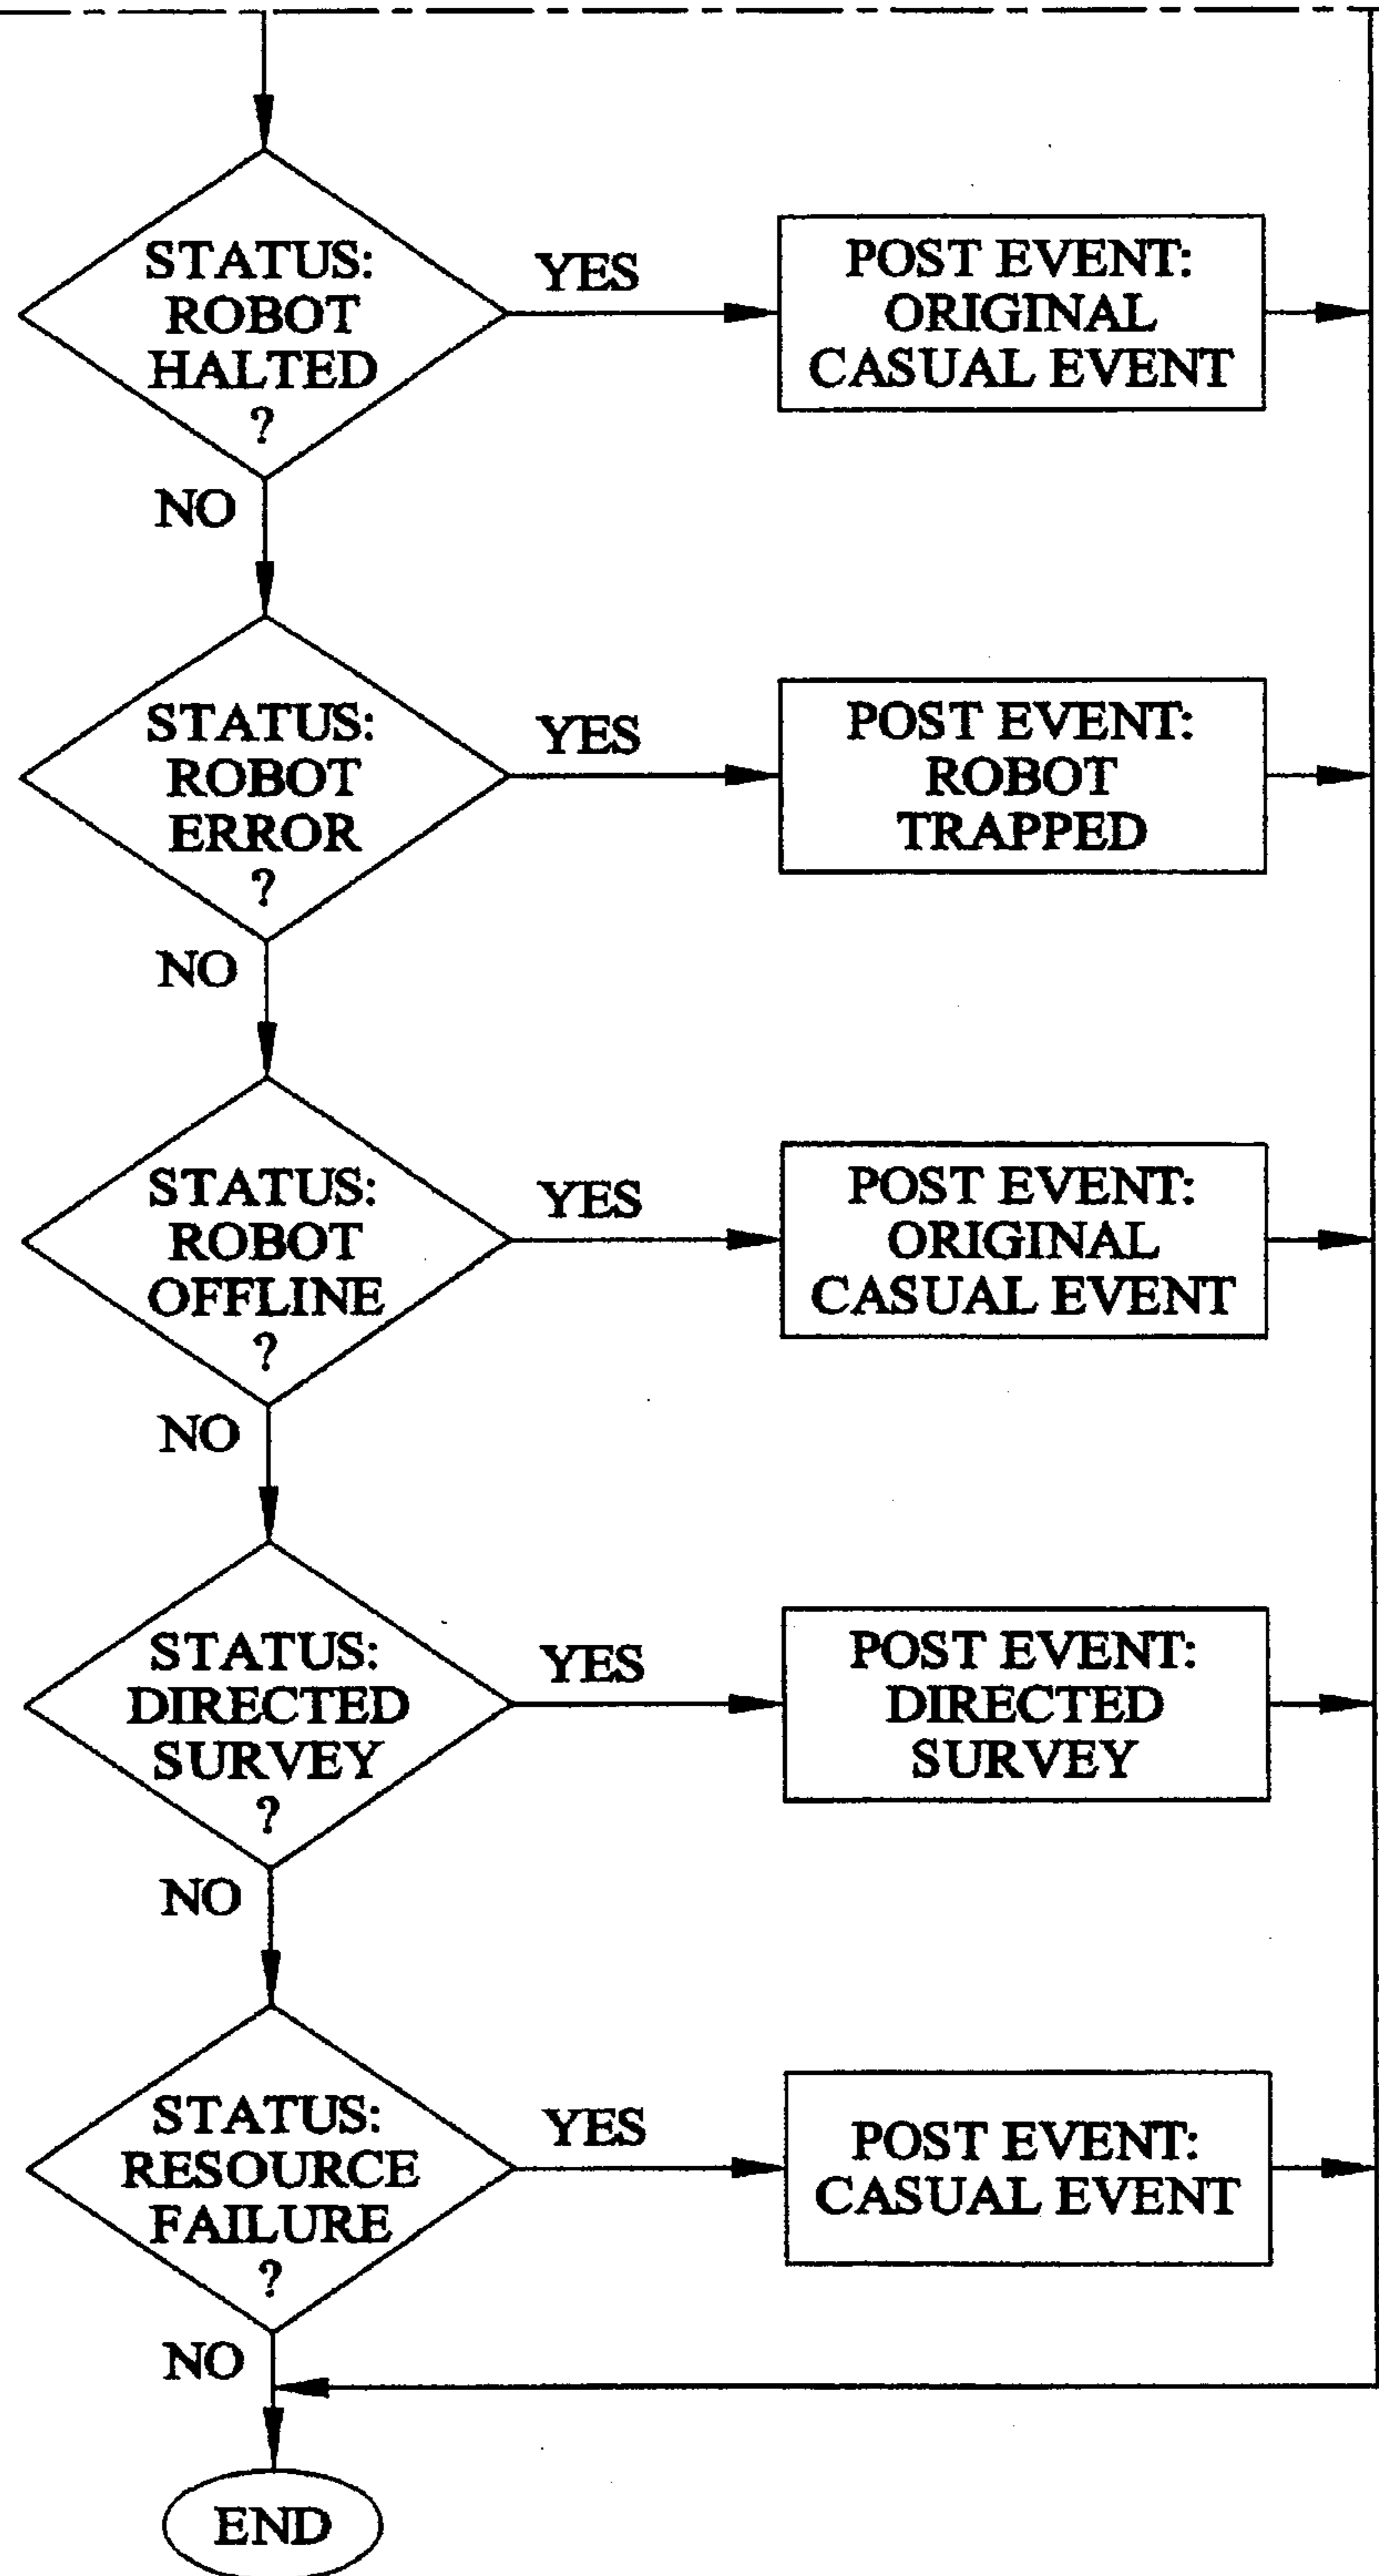 STATUS:
ROBOT
HALTED
?
YES
POST EVENT:
ORIGINAL
CASUAL EVENT
NO
STATUS:
ROBOT
ERROR
?
YES
POST EVENT:
ROBOT
TRAPPED
NO
STATUS:
ROBOT
OFFLINE
?
YES
POST EVENT:
ORIGINAL
CASUAL EVENT
NO
STATUS:
DIRECTED
SURVEY
?
YES
POST EVENT:
DIRECTED
SURVEY
NO
STATUS:
RESOURCE
FAILURE
?
YES
POST EVENT:
CASUAL EVENT
NO
END